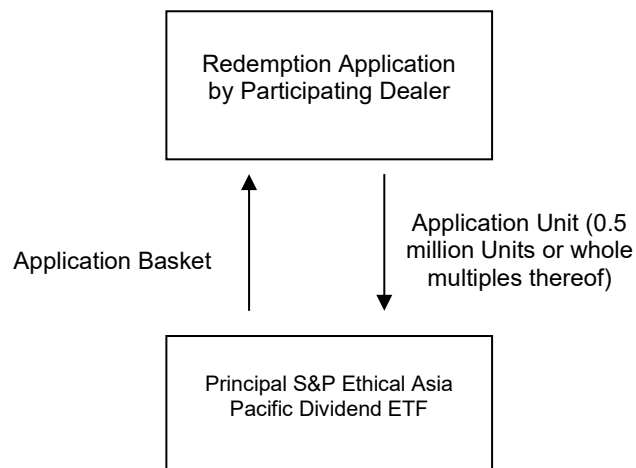 Redemption Application
by Participating Dealer
Application Basket
Application Unit (0.5
million Units or whole
multiples thereof)
Principal S&P Ethical Asia
Pacific Dividend ETF